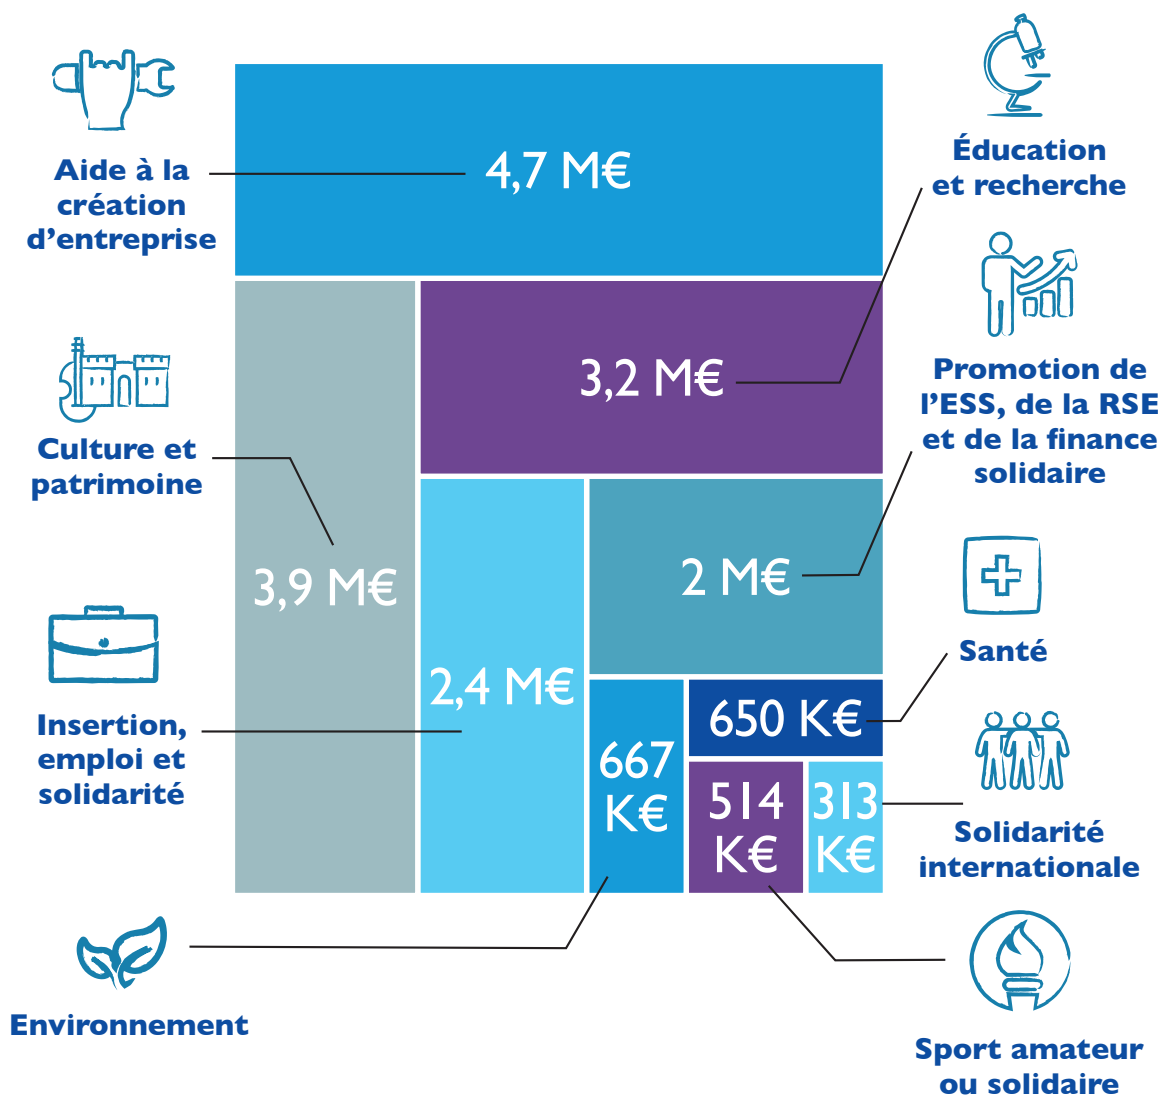 Aide à la
création
d’entreprise
4,7 M€
Éducation
et recherche
3,2 M€
Promotion de
l’ESS, de la RSE
et de la finance
solidaire
Culture et
patrimoine
3,9 M€
2 M€
Santé
Insertion,
emploi et
solidarité
2,4 M€
650 K€
667
K€
514
K€
313
K€
Solidarité
internationale
Environnement
Sport amateur
ou solidaire